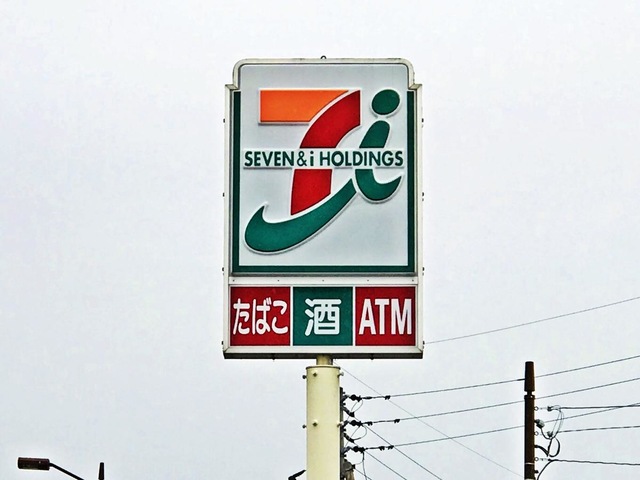 SEVEN & i HOLDINGS
たばこ 酒 ATM